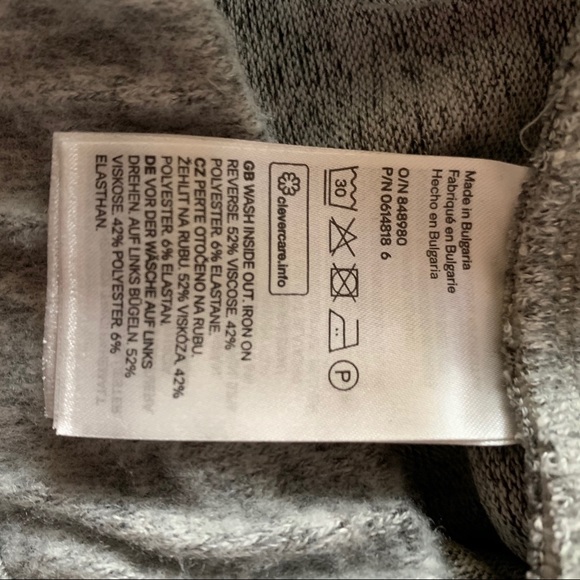 Made in Bulgaria
Fabriqué en Bulgarie
Hecho en Bulgaria
O/N 848980
P/N 0614818 6
30
P
clevercare.info
GB WASH INSIDE OUT. IRON ON
REVERSE. 52% VISCOSE. 42%
POLYESTER. 6% ELASTANE.
CZ PERTE OTOČENO NA RUBU.
ŽEHLIT NA RUBU. 52% VISKÓZA. 42%
POLYESTER. 6% ELASTAN.
DE VOR DER WÄSCHE AUF LINKS
DREHEN. AUF LINKS BÜGELN. 52%
VISKOSE. 42% POLYESTER. 6%
ELASTHAN.